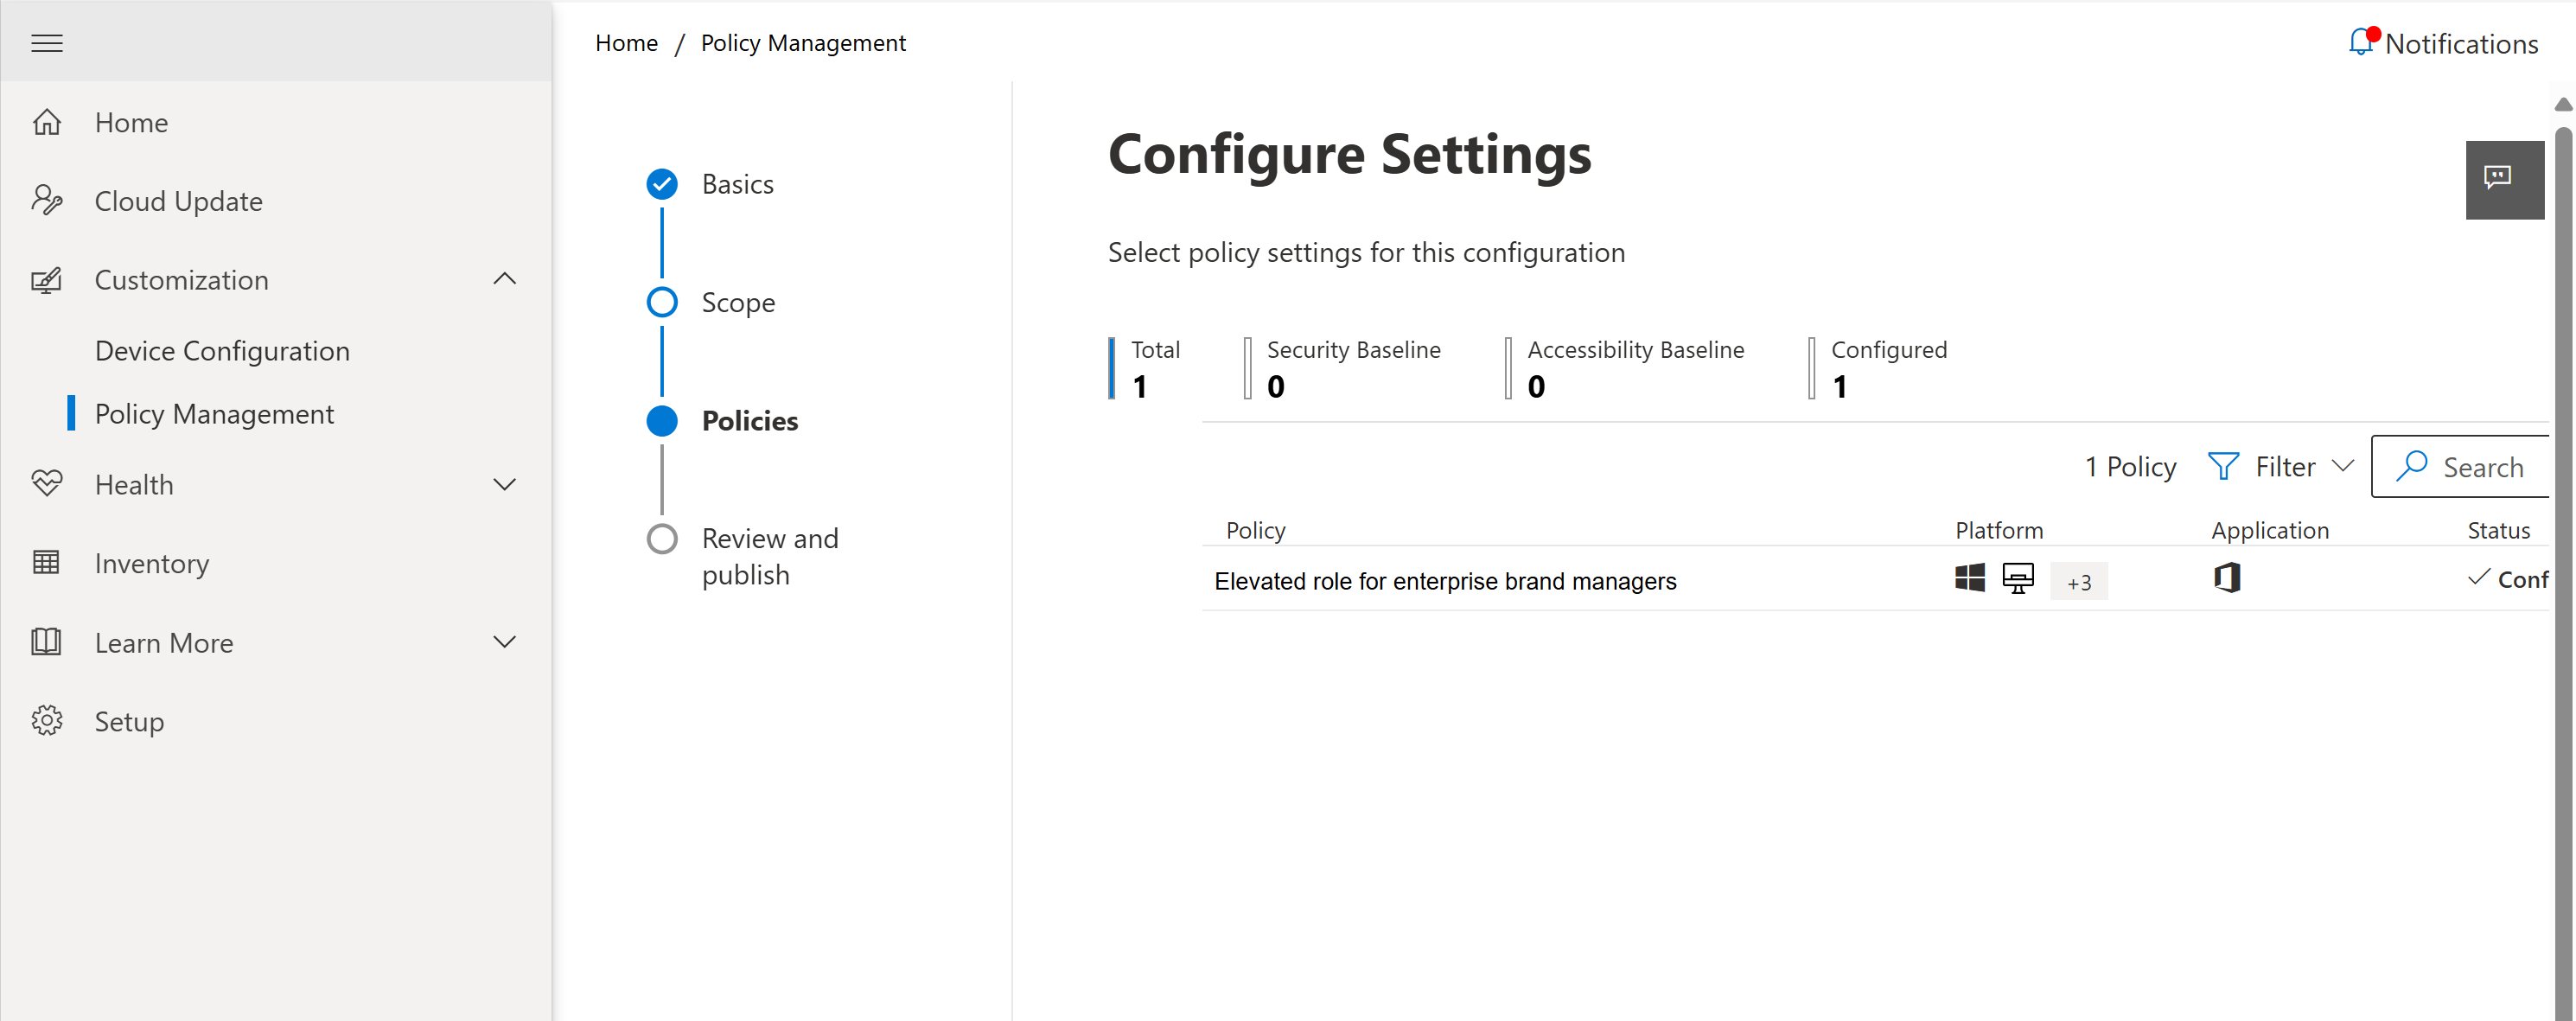 Home / Policy Management
Notifications
Home
Cloud Update
Customization
Device Configuration
Policy Management
Health
Inventory
Learn More
Setup
Basics
Scope
Policies
Review and
publish
Configure Settings
Select policy settings for this configuration
Total
1
Security Baseline
0
Accessibility Baseline
0
Configured
1
1 Policy Filter Search
Policy Platform Application Status
Elevated role for enterprise brand managers +3 Conf